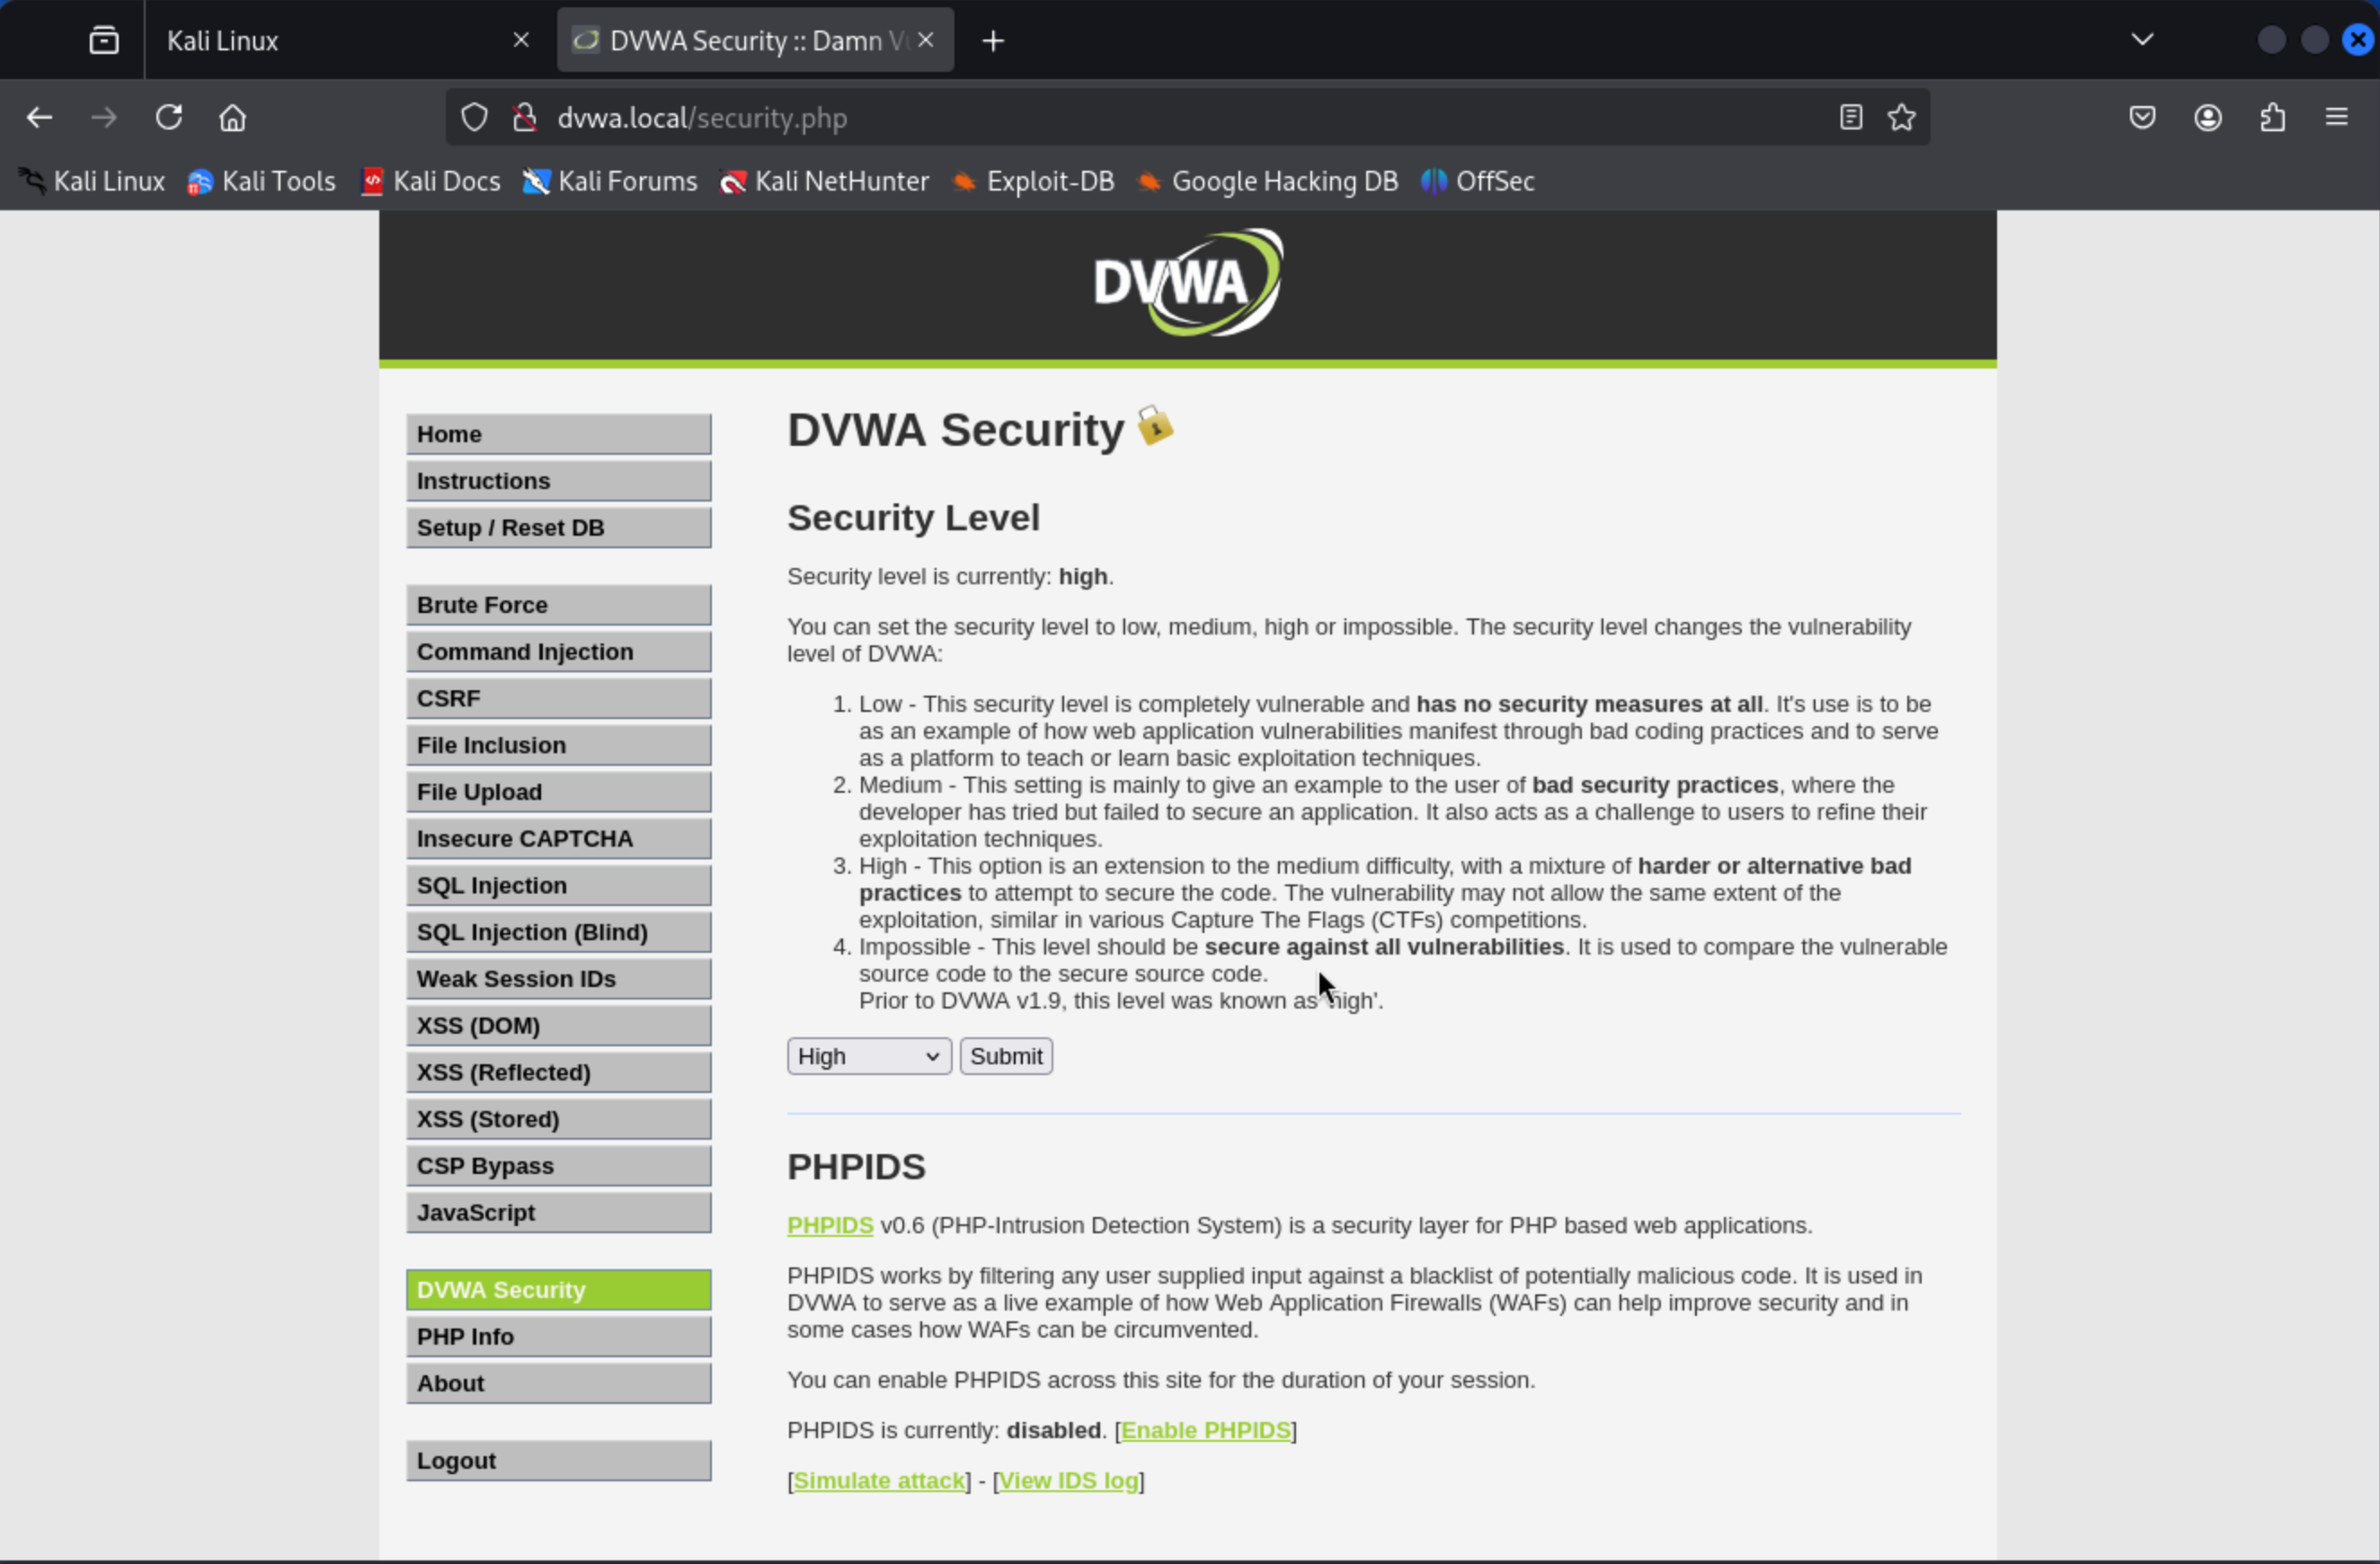 Kali Linux
DVWA Security :: Damn V
dvwa.local/security.php
Kali Linux
Kali Tools
Kali Docs
Kali Forums
Kali NetHunter
Exploit-DB
Google Hacking DB
OffSec
DVWA
Home
Instructions
Setup / Reset DB
Brute Force
Command Injection
CSRF
File Inclusion
File Upload
Insecure CAPTCHA
SQL Injection
SQL Injection (Blind)
Weak Session IDs
XSS (DOM)
XSS (Reflected)
XSS (Stored)
CSP Bypass
JavaScript
DVWA Security
PHP Info
About
Logout
DVWA Security
Security Level
Security level is currently: high.
You can set the security level to low, medium, high or impossible. The security level changes the vulnerability
level of DVWA:
1. Low - This security level is completely vulnerable and has no security measures at all. It's use is to be
as an example of how web application vulnerabilities manifest through bad coding practices and to serve
as a platform to teach or learn basic exploitation techniques.
2. Medium - This setting is mainly to give an example to the user of bad security practices, where the
developer has tried but failed to secure an application. It also acts as a challenge to users to refine their
exploitation techniques.
3. High - This option is an extension to the medium difficulty, with a mixture of harder or alternative bad
practices to attempt to secure the code. The vulnerability may not allow the same extent of the
exploitation, similar in various Capture The Flags (CTFs) competitions.
4. Impossible - This level should be secure against all vulnerabilities. It is used to compare the vulnerable
source code to the secure source code.
Prior to DVWA v1.9, this level was known as 'high'.
High
Submit
PHPIDS
PHPIDS v0.6 (PHP-Intrusion Detection System) is a security layer for PHP based web applications.
PHPIDS works by filtering any user supplied input against a blacklist of potentially malicious code. It is used in
DVWA to serve as a live example of how Web Application Firewalls (WAFs) can help improve security and in
some cases how WAFs can be circumvented.
You can enable PHPIDS across this site for the duration of your session.
PHPIDS is currently: disabled. [Enable PHPIDS]
[Simulate attack] - [View IDS log]